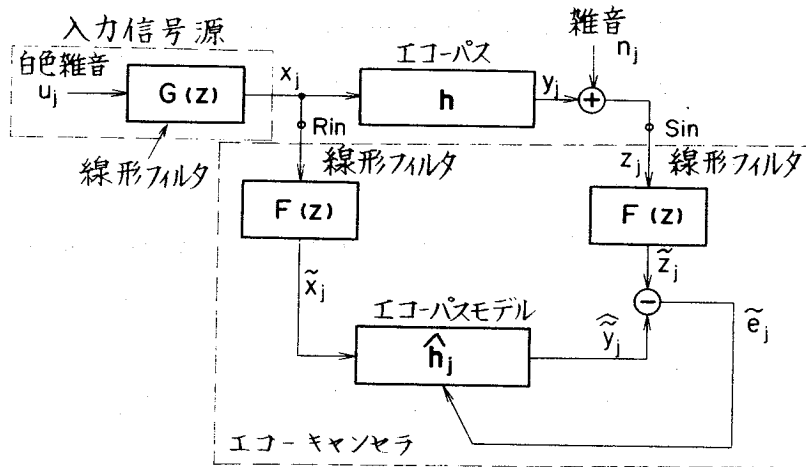 入力信号源
白色雑音
u_j
G(z)
線形フィルタ
x_j
エコーパス
h
y_j
雑音
n_j
+
Rin
Sin
線形フィルタ
z_j
線形フィルタ
F(z)
F(z)
x̃_j
z̃_j
エコーパスモデル
ĥ_j
ỹ̂_j
−
ẽ_j
エコーキャンセラ